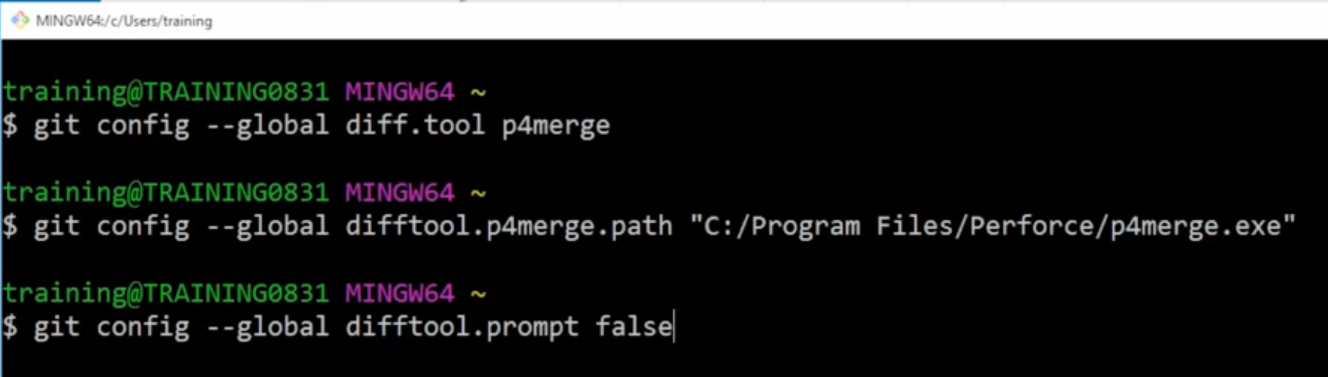 MINGW64:/c/Users/training
training@TRAINING0831 MINGW64 ~
$ git config --global diff.tool p4merge
training@TRAINING0831 MINGW64 ~
$ git config --global difftool.p4merge.path "C:/Program Files/Perforce/p4merge.exe"
training@TRAINING0831 MINGW64 ~
$ git config --global difftool.prompt false